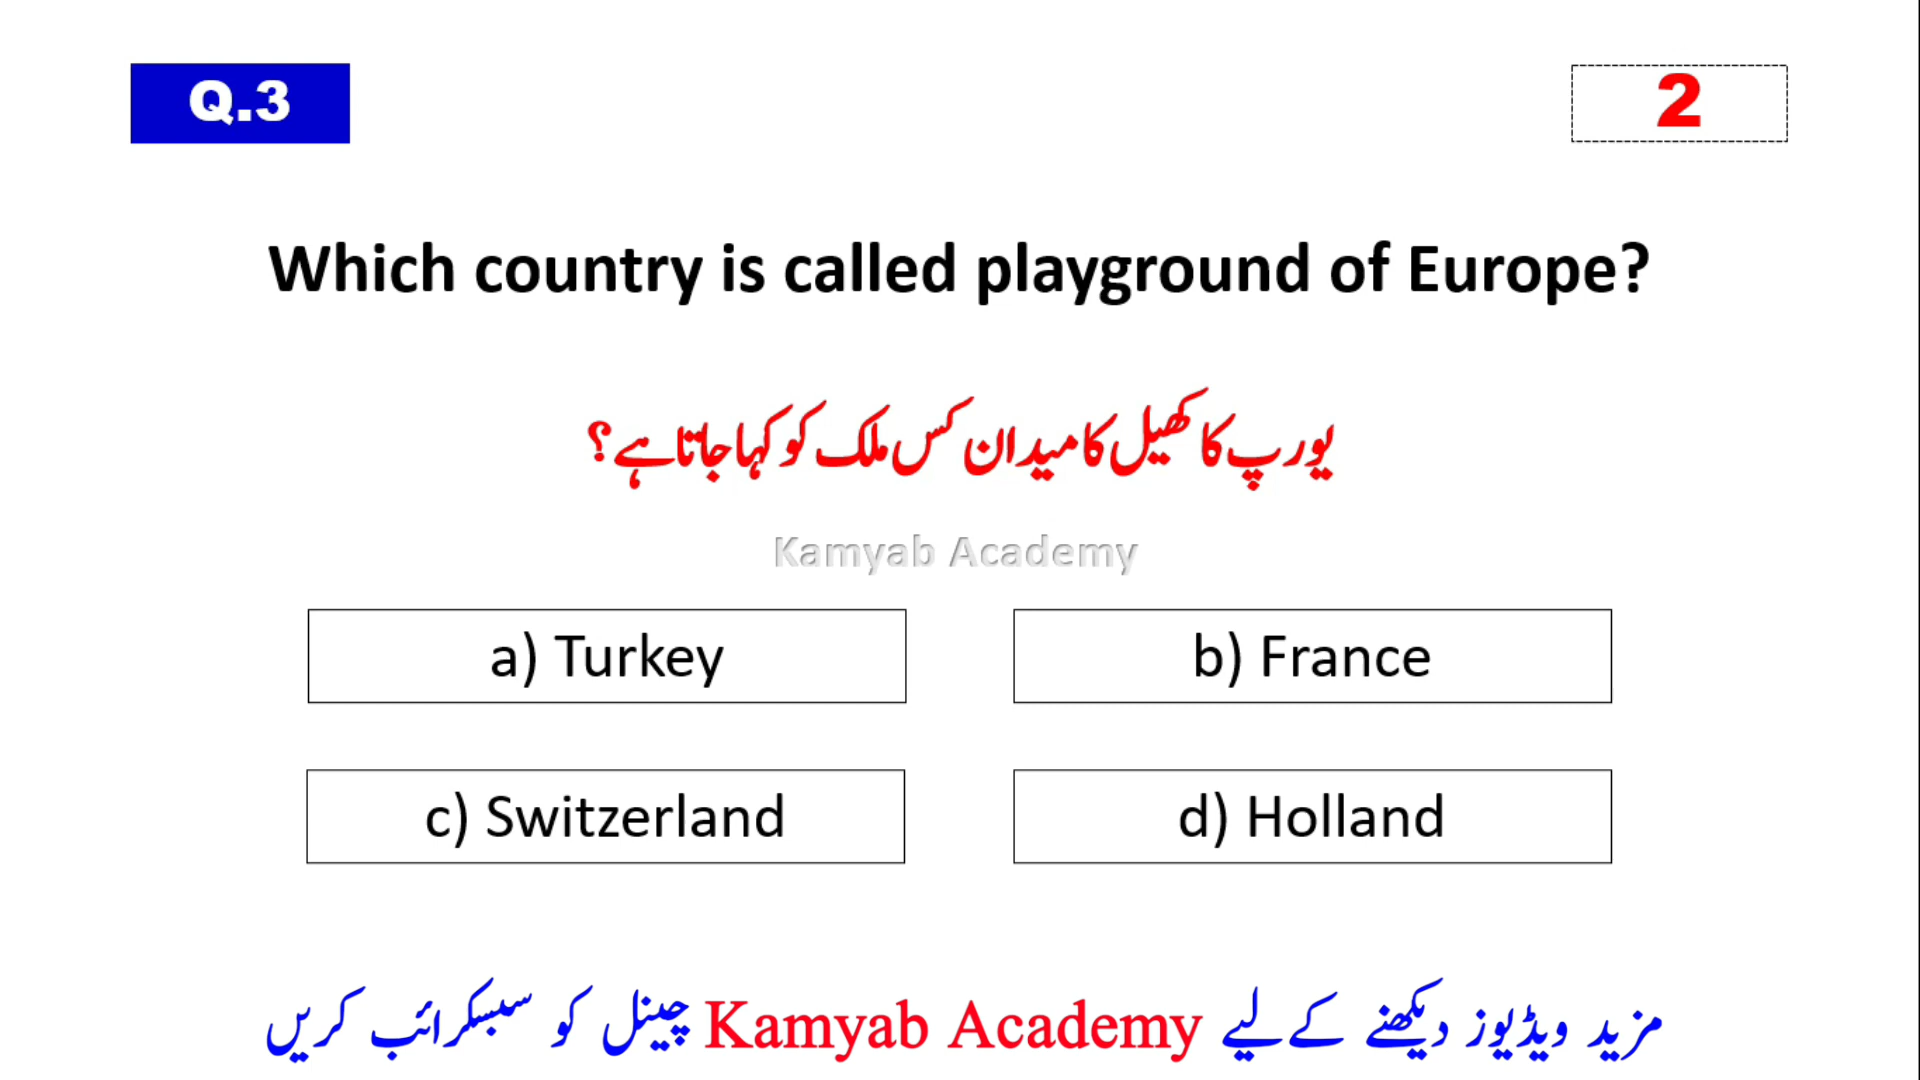 Q.3
2
Which country is called playground of Europe?
یورپ کا کھیل کا میدان کس ملک کو کہا جاتا ہے؟
Kamyab Academy
a) Turkey
b) France
c) Switzerland
d) Holland
مزید ویڈیوز دیکھنے کے لیے Kamyab Academy چینل کو سبسکرائب کریں